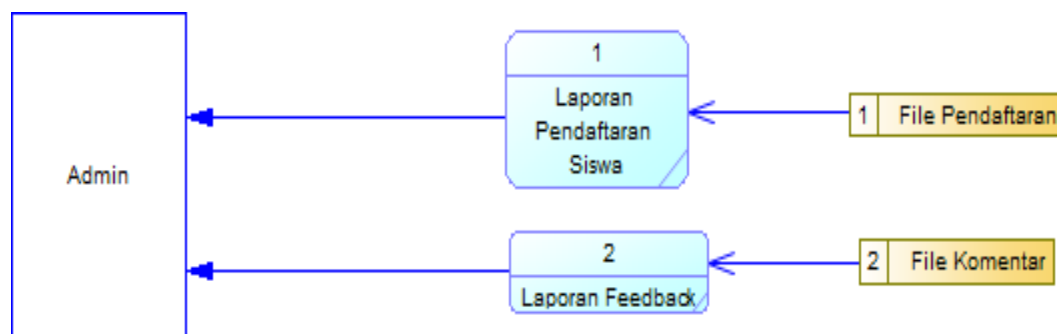 Admin
1
Laporan
Pendaftaran
Siswa
1 File Pendaftaran
2
Laporan Feedback
2 File Komentar